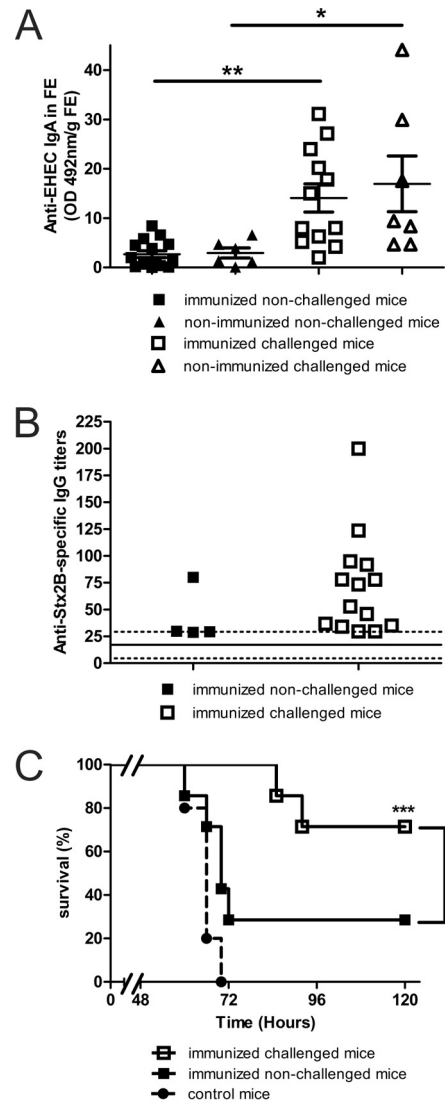 A
Anti-EHEC IgA in FE
(OD 492nm/g FE)
40
30
20
10
0
**
*
immunized non-challenged mice
non-immunized non-challenged mice
immunized challenged mice
non-immunized challenged mice
B
Anti-Stx2B-specific IgG titers
225
200
175
150
125
100
75
50
25
0
immunized non-challenged mice
immunized challenged mice
C
survival (%)
100
80
60
40
20
0
***
0 48 72 96 120
Time (Hours)
immunized challenged mice
immunized non-challenged mice
control mice